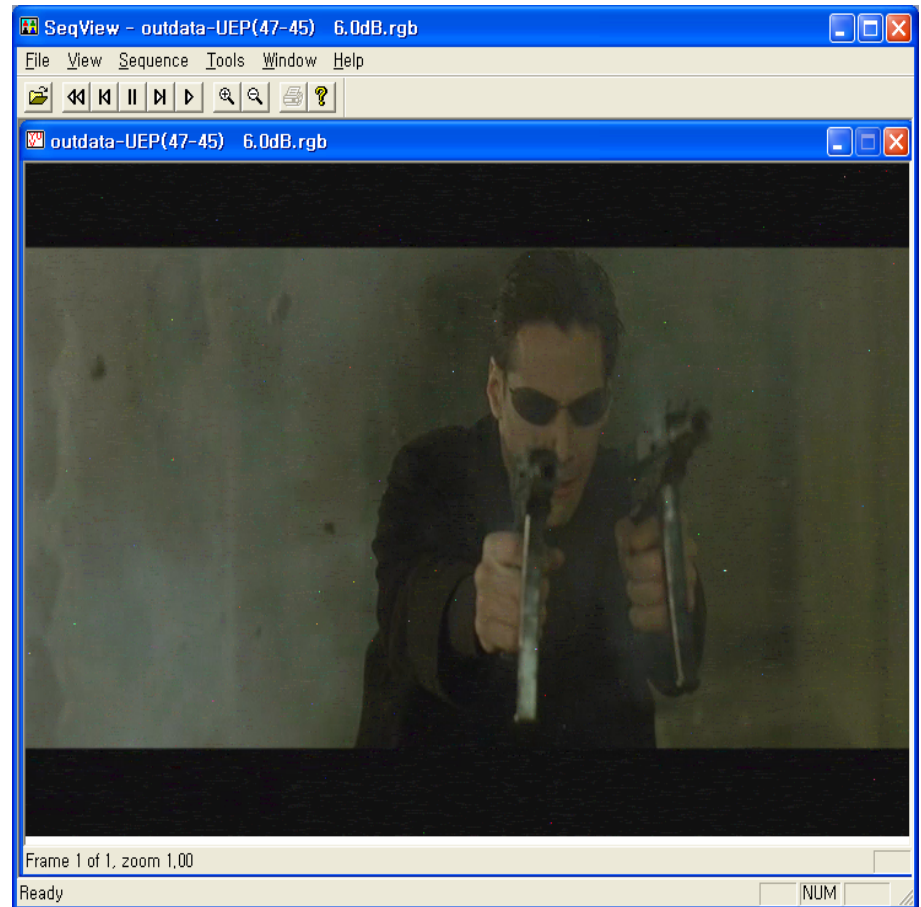 SeqView - outdata-UEP(47-45) 6.0dB.rgb
File View Sequence Tools Window Help
outdata-UEP(47-45) 6.0dB.rgb
Frame 1 of 1, zoom 1,00
Ready NUM